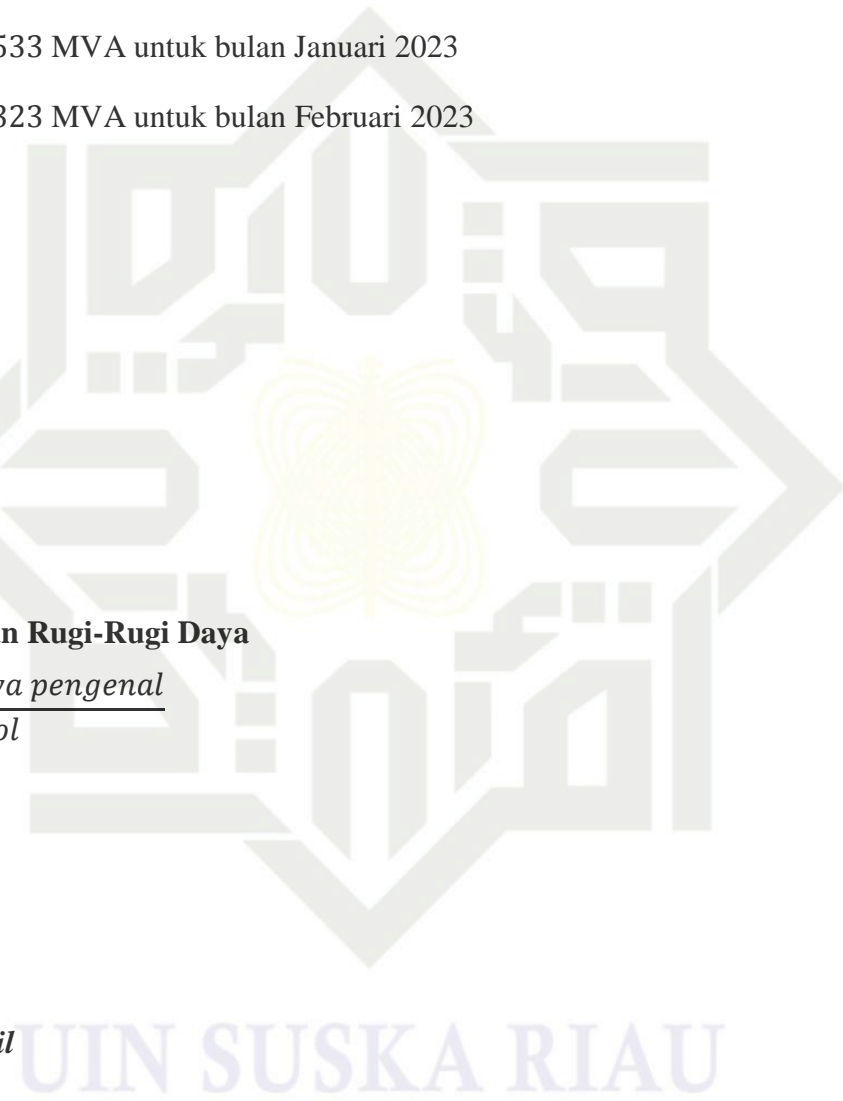 533 MVA untuk bulan Januari 2023
323 MVA untuk bulan Februari 2023
n Rugi-Rugi Daya
ya pengenal
ol
il
UIN SUSKA RIAU